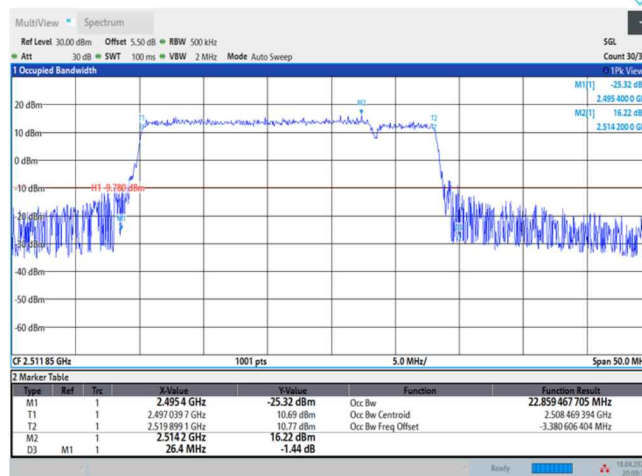 MultiView Spectrum
Ref Level 30.00 dBm Offset 5.50 dB RBW 500 kHz SGL
Att 30 dB SWT 100 ms VBW 2 MHz Mode Auto Sweep Count 30/3
1 Occupied Bandwidth 1Pk View
M1[1] -25.32 dB
2.495 400 0 G
M2[1] 16.22 dB
2.514 200 0 G
M2
T1 T2
20 dBm
10 dBm
0 dBm
-10 dBm H1 -9.780 dBm
-20 dBm
M1
-30 dBm
-40 dBm
-50 dBm
-60 dBm
CF 2.511 85 GHz 1001 pts 5.0 MHz/ Span 50.0 MH
2 Marker Table
Type Ref Trc X-Value Y-Value Function Function Result
M1 1 2.495 4 GHz -25.32 dBm Occ Bw 22.859 467 705 MHz
T1 1 2.497 039 7 GHz 10.69 dBm Occ Bw Centroid 2.508 469 394 GHz
T2 1 2.519 899 1 GHz 10.77 dBm Occ Bw Freq Offset -3.380 606 404 MHz
M2 1 2.514 2 GHz 16.22 dBm
D3 M1 1 26.4 MHz -1.44 dB
Ready 18.04.20